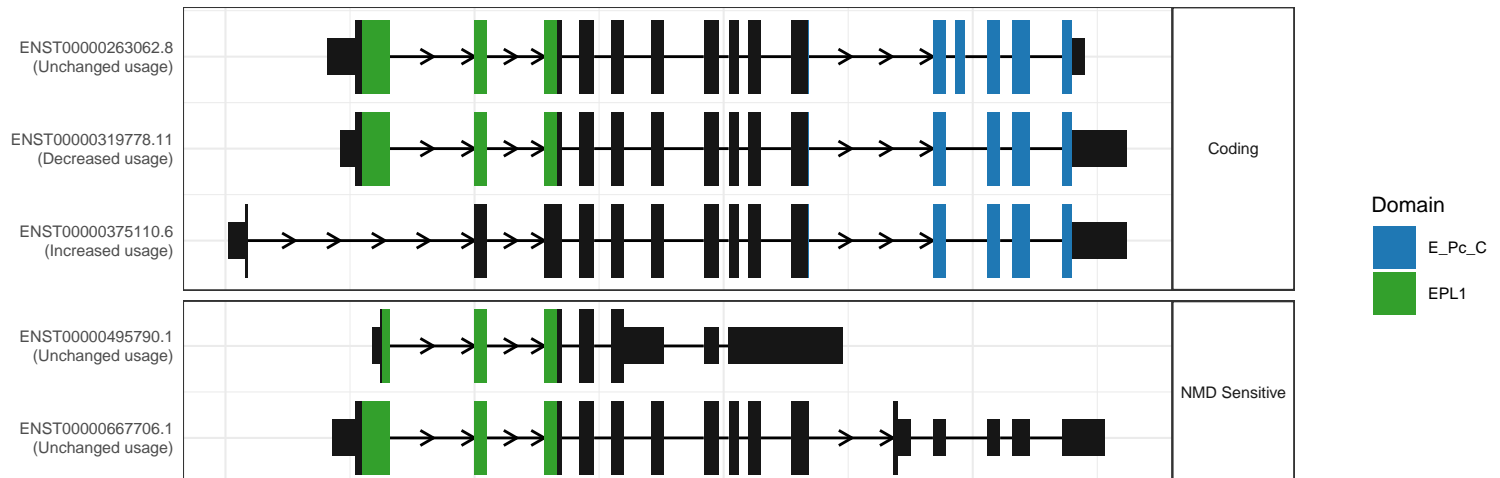 ENST00000263062.8
(Unchanged usage)
ENST00000319778.11
(Decreased usage)
ENST00000375110.6
(Increased usage)
Coding
ENST00000495790.1
(Unchanged usage)
ENST00000667706.1
(Unchanged usage)
NMD Sensitive
Domain
E_Pc_C
EPL1